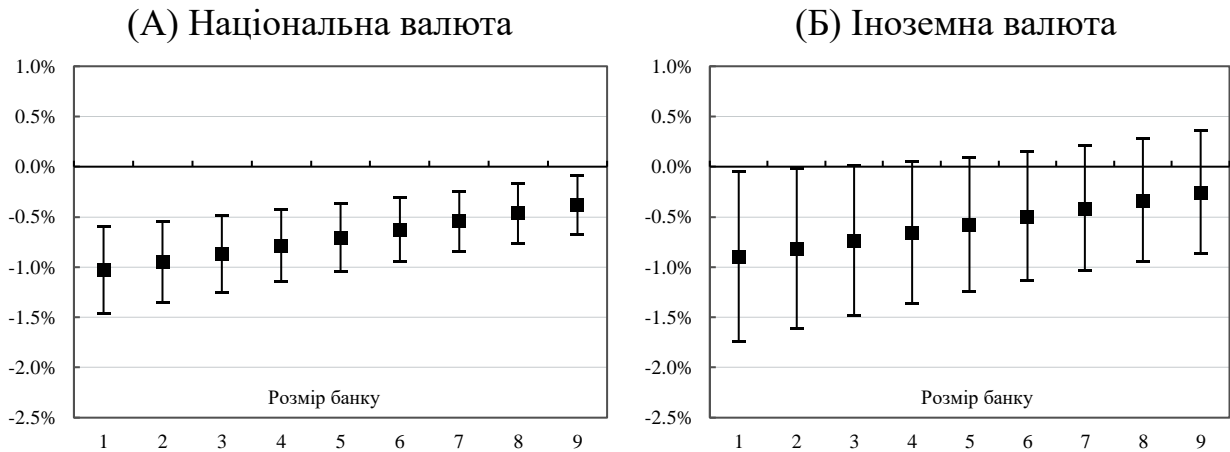 (А) Національна валюта
1.0%
0.5%
0.0%
-0.5%
-1.0%
-1.5%
-2.0%
-2.5%
Розмір банку
1 2 3 4 5 6 7 8 9
(Б) Іноземна валюта
1.0%
0.5%
0.0%
-0.5%
-1.0%
-1.5%
-2.0%
-2.5%
Розмір банку
1 2 3 4 5 6 7 8 9